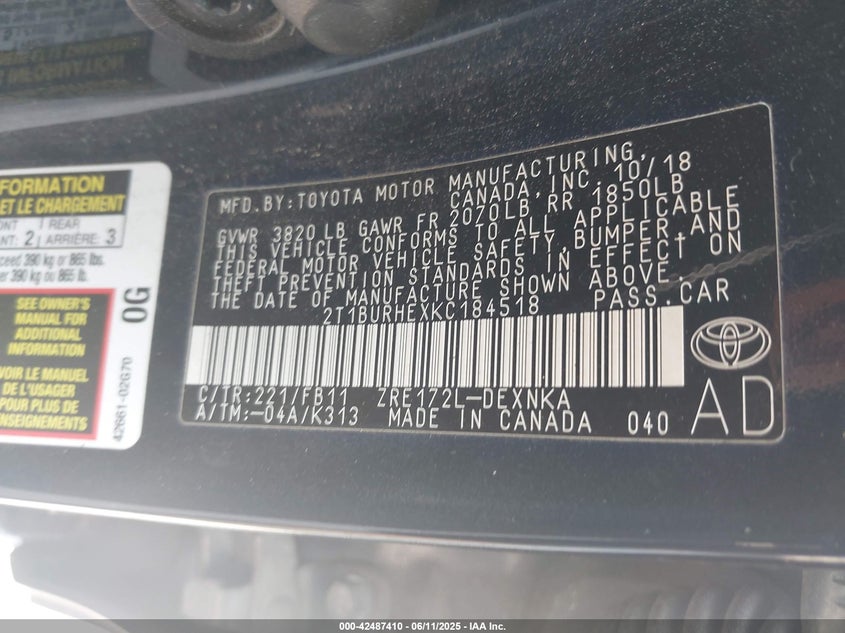 FORMATION
ET LE CHARGEMENT
REAR
2 ARRIÈRE: 3
exceed 390 kg or 865 lbs.
390 kg ou 865 lb.
SEE OWNER'S
MANUAL FOR
ADDITIONAL
INFORMATION
VOIR LE MANUEL
DE L'USAGER
POUR PLUS DE
RENSEIGNEMENTS
0G
42661-02G70
MFD.BY:TOYOTA MOTOR MANUFACTURING,
CANADA,INC. 10/18
GVWR 3820 LB GAWR FR 2070LB RR 1850LB
THIS VEHICLE CONFORMS TO ALL APPLICABLE
FEDERAL MOTOR VEHICLE SAFETY,BUMPER,AND
THEFT PREVENTION STANDARDS IN EFFECT ON
THE DATE OF MANUFACTURE SHOWN ABOVE.
2T1BURHEXKC184518 PASS.CAR
C/TR:221/FB11 ZRE172L-DEXNKA
A/TM:-04A/K313 MADE IN CANADA 040
AD
000-42487410 - 06/11/2025 - IAA Inc.